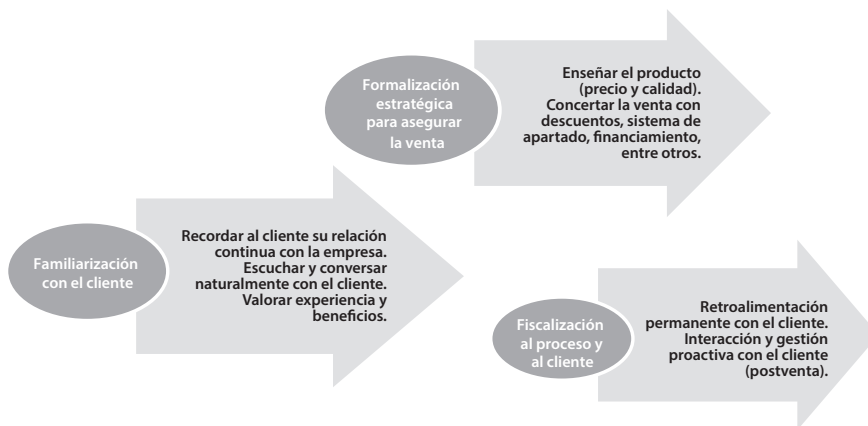 Familiarización
con el cliente
Recordar al cliente su relación
continua con la empresa.
Escuchar y conversar
naturalmente con el cliente.
Valorar experiencia y
beneficios.
Formalización
estratégica
para asegurar
la venta
Enseñar el producto
(precio y calidad).
Concertar la venta con
descuentos, sistema de
apartado, financiamiento,
entre otros.
Fiscalización
al proceso y
al cliente
Retroalimentación
permanente con el cliente.
Interacción y gestión
proactiva con el cliente
(postventa).